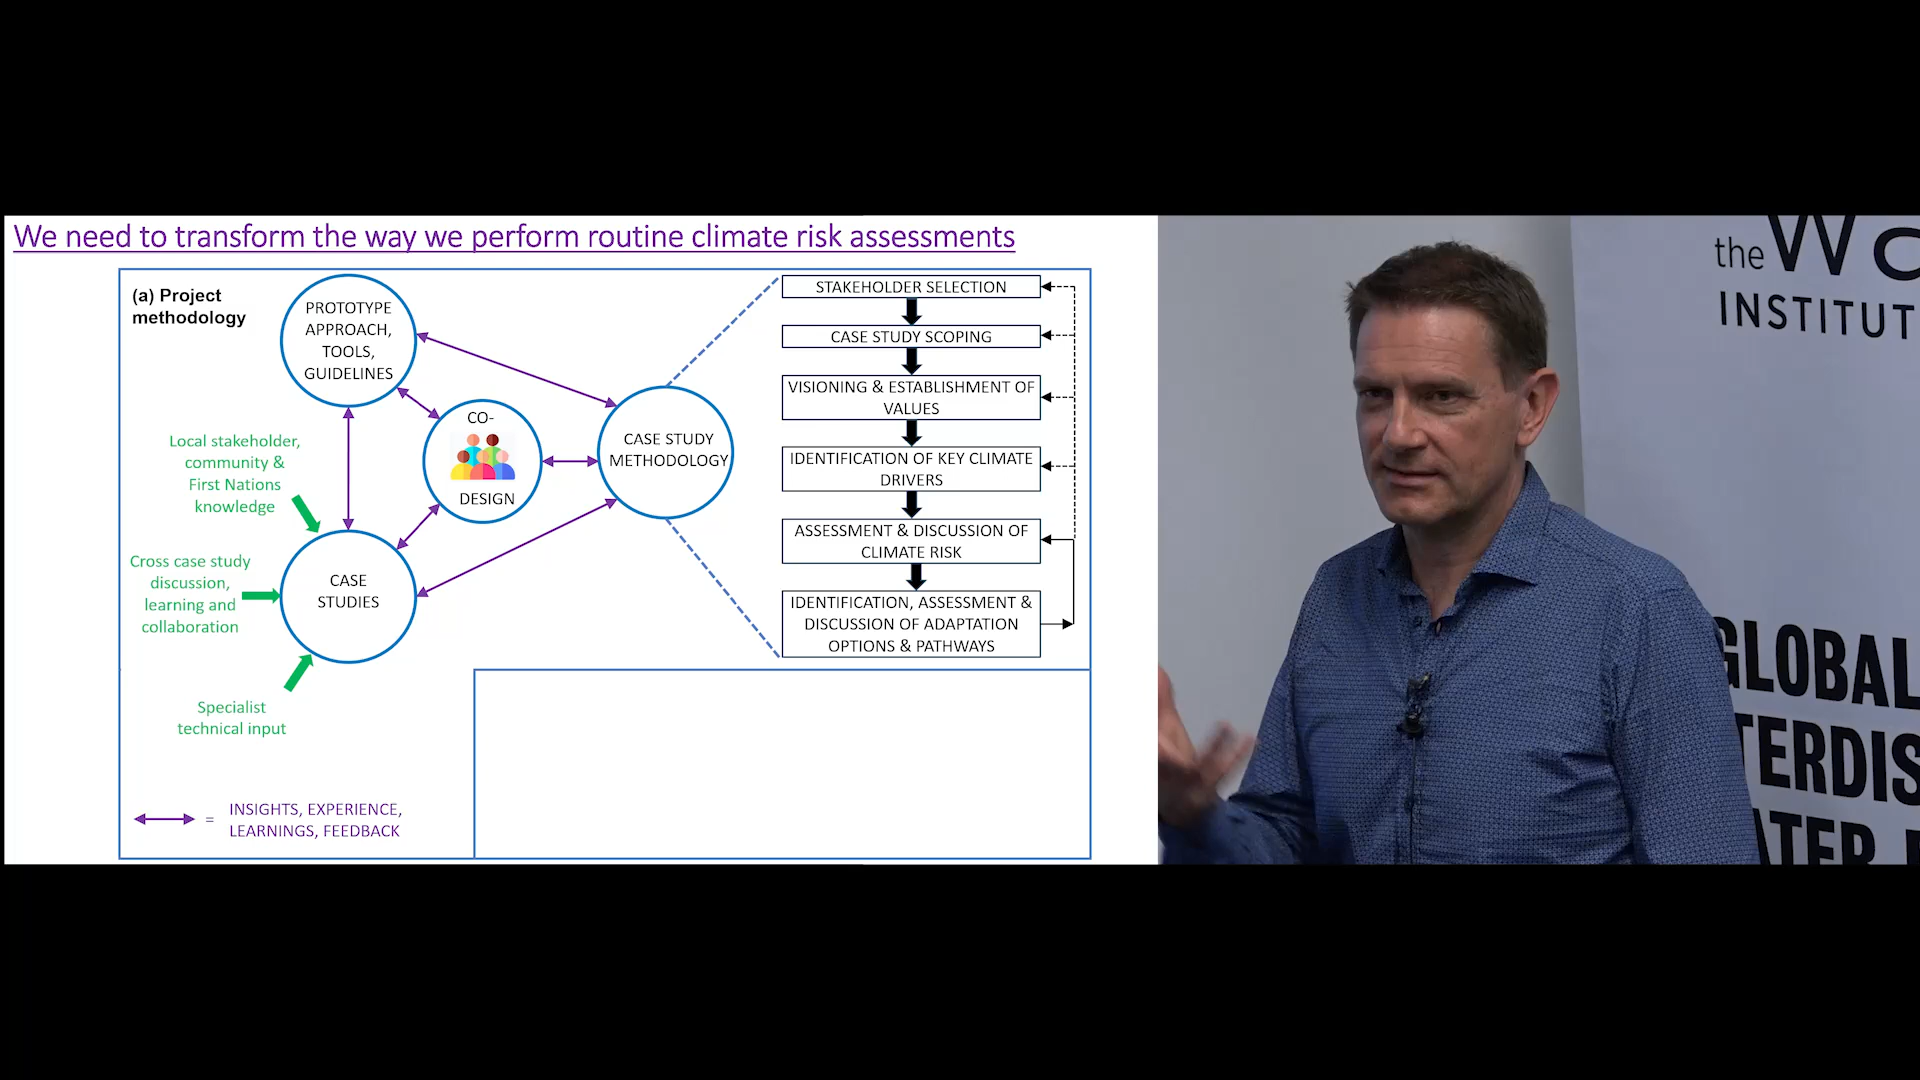 We need to transform the way we perform routine climate risk assessments
(a) Project
methodology
PROTOTYPE
APPROACH,
TOOLS,
GUIDELINES
CO-
DESIGN
CASE STUDY
METHODOLOGY
Local stakeholder,
community &
First Nations
knowledge
Cross case study
discussion,
learning and
collaboration
CASE
STUDIES
Specialist
technical input
= INSIGHTS, EXPERIENCE,
LEARNINGS, FEEDBACK
STAKEHOLDER SELECTION
CASE STUDY SCOPING
VISIONING & ESTABLISHMENT OF
VALUES
IDENTIFICATION OF KEY CLIMATE
DRIVERS
ASSESSMENT & DISCUSSION OF
CLIMATE RISK
IDENTIFICATION, ASSESSMENT &
DISCUSSION OF ADAPTATION
OPTIONS & PATHWAYS
the Wo
INSTITUT
GLOBAL
TERDIS
ATER